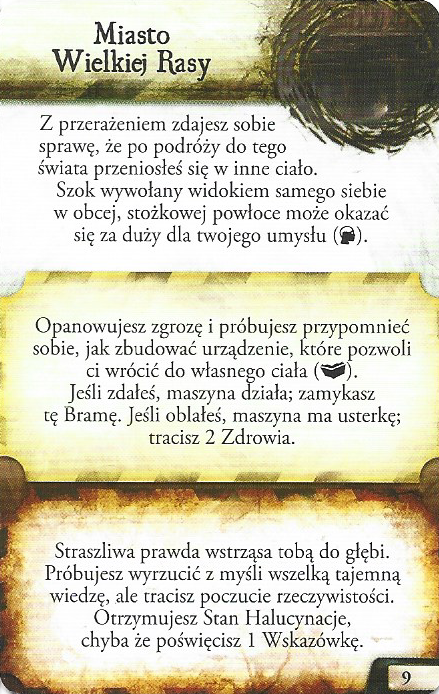 Miasto
Wielkiej Rasy
Z przerażeniem zdajesz sobie
sprawę, że po podróży do tego
świata przeniosłeś się w inne ciało.
Szok wywołany widokiem samego siebie
w obcej, stożkowej powłoce może okazać
się za duży dla twojego umysłu ( ).
Opanowujesz zgrozę i próbujesz przypomnieć
sobie, jak zbudować urządzenie, które pozwoli
ci wrócić do własnego ciała ( ).
Jeśli zdałeś, maszyna działa; zamykasz
tę Bramę. Jeśli oblałeś, maszyna ma usterkę;
tracisz 2 Zdrowia.
Straszliwa prawda wstrząsa tobą do głębi.
Próbujesz wyrzucić z myśli wszelką tajemną
wiedzę, ale tracisz poczucie rzeczywistości.
Otrzymujesz Stan Halucynacje,
chyba że poświęcisz 1 Wskazówkę.
9